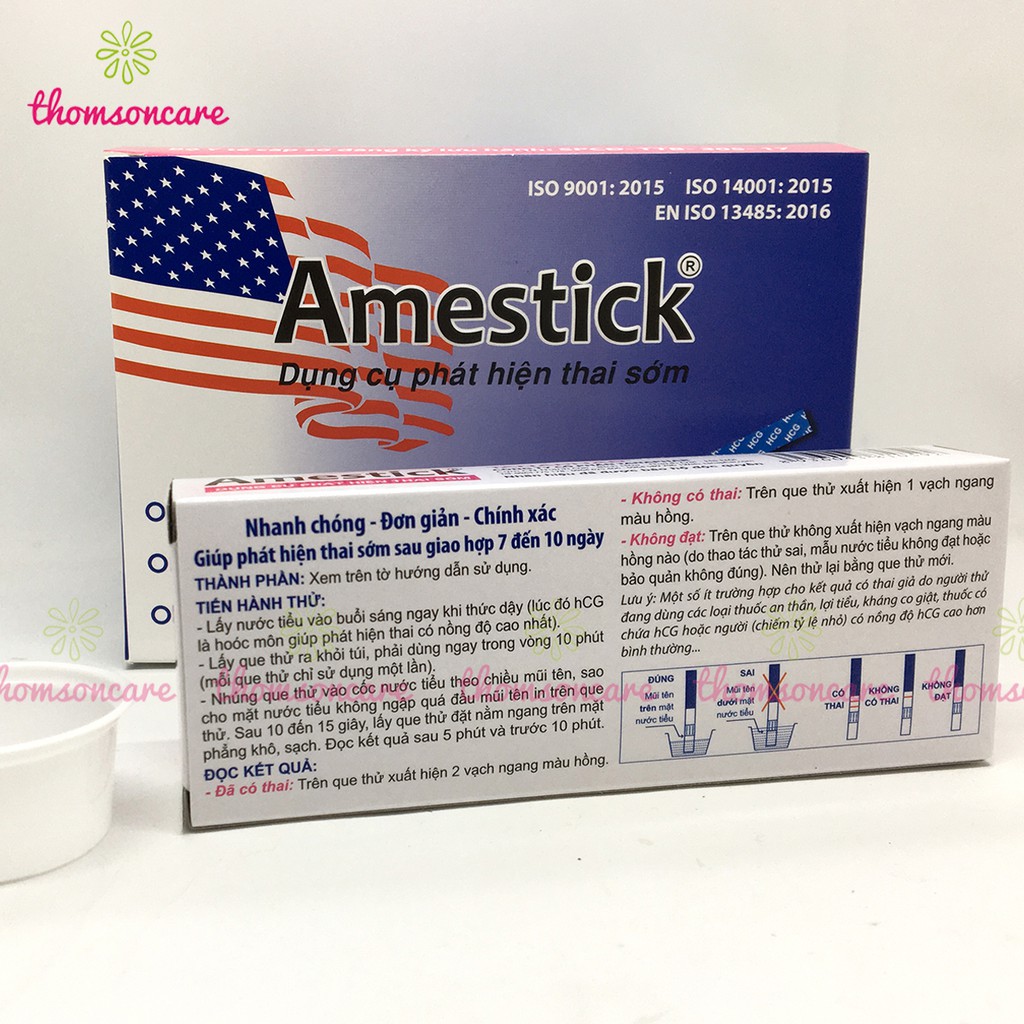 thomsoncare
ISO 9001: 2015 ISO 14001: 2015
EN ISO 13485: 2016
Amestick®
Dụng cụ phát hiện thai sớm
HCG HCG HCG HCG
Amestick
DỤNG CỤ PHÁT HIỆN THAI SỚM
Nhanh chóng - Đơn giản - Chính xác
Giúp phát hiện thai sớm sau giao hợp 7 đến 10 ngày
THÀNH PHẦN: Xem trên tờ hướng dẫn sử dụng.
TIẾN HÀNH THỬ:
- Lấy nước tiểu vào buổi sáng ngay khi thức dậy (lúc đó hCG
là hoóc môn giúp phát hiện thai có nồng độ cao nhất).
- Lấy que thử ra khỏi túi, phải dùng ngay trong vòng 10 phút
(mỗi que thử chỉ sử dụng một lần).
- Nhúng que thử vào cốc nước tiểu theo chiều mũi tên, sao
cho mặt nước tiểu không ngập quá đầu mũi tên in trên que
thử. Sau 10 đến 15 giây, lấy que thử đặt nằm ngang trên mặt
phẳng khô, sạch. Đọc kết quả sau 5 phút và trước 10 phút.
ĐỌC KẾT QUẢ:
- Đã có thai: Trên que thử xuất hiện 2 vạch ngang màu hồng.
- Không có thai: Trên que thử xuất hiện 1 vạch ngang
màu hồng.
- Không đạt: Trên que thử không xuất hiện vạch ngang màu
hồng nào (do thao tác thử sai, mẫu nước tiểu không đạt hoặc
bảo quản không đúng). Nên thử lại bằng que thử mới.
Lưu ý: Một số ít trường hợp cho kết quả có thai giả do người thử
đang dùng các loại thuốc an thần, lợi tiểu, kháng co giật, thuốc có
chứa hCG hoặc người (chiếm tỷ lệ nhỏ) có nồng độ hCG cao hơn
bình thường...
ĐÚNG
Mũi tên
trên mặt
nước tiểu
SAI
Mũi tên
dưới mặt
nước tiểu
CÓ
THAI
KHÔNG
CÓ THAI
KHÔNG
ĐẠT
thomsoncare thomsoncare thomsoncare thomsoncare